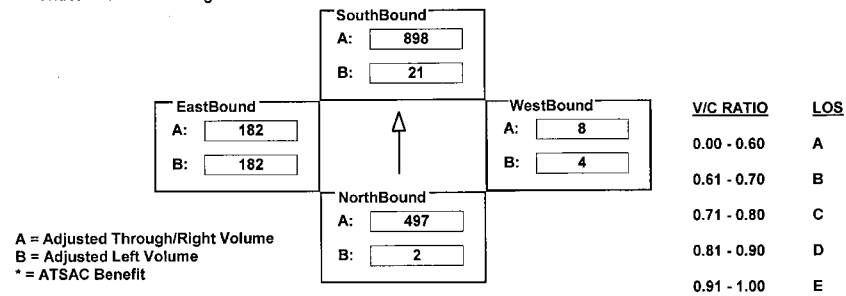 SouthBound
A: 898
B: 21
EastBound
A: 182
B: 182
WestBound
A: 8
B: 4
NorthBound
A: 497
B: 2
A = Adjusted Through/Right Volume
B = Adjusted Left Volume
* = ATSAC Benefit
V/C RATIO LOS
0.00 - 0.60 A
0.61 - 0.70 B
0.71 - 0.80 C
0.81 - 0.90 D
0.91 - 1.00 E